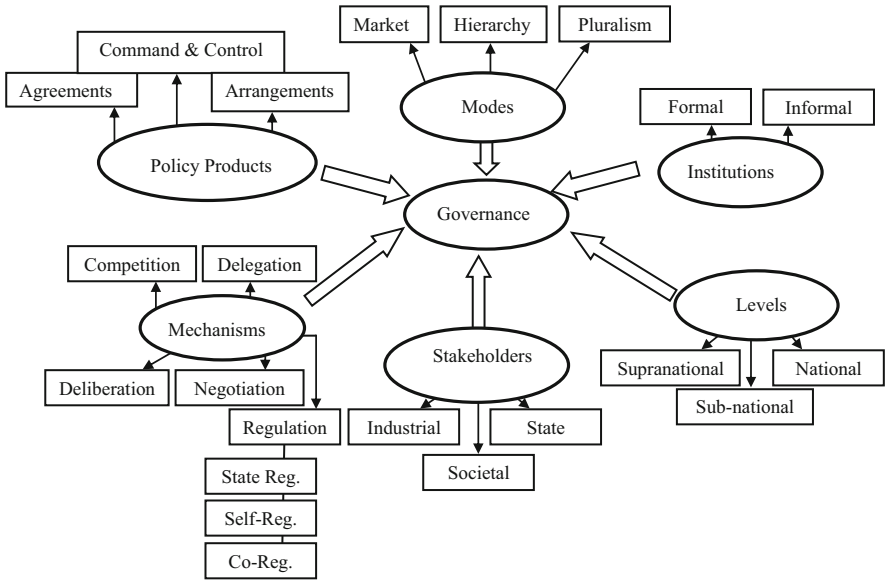 Market
Hierarchy
Pluralism
Command & Control
Agreements
Arrangements
Modes
Formal
Informal
Policy Products
Institutions
Governance
Competition
Delegation
Mechanisms
Levels
Stakeholders
Deliberation
Negotiation
Supranational
National
Sub-national
Regulation
Industrial
State
Societal
State Reg.
Self-Reg.
Co-Reg.